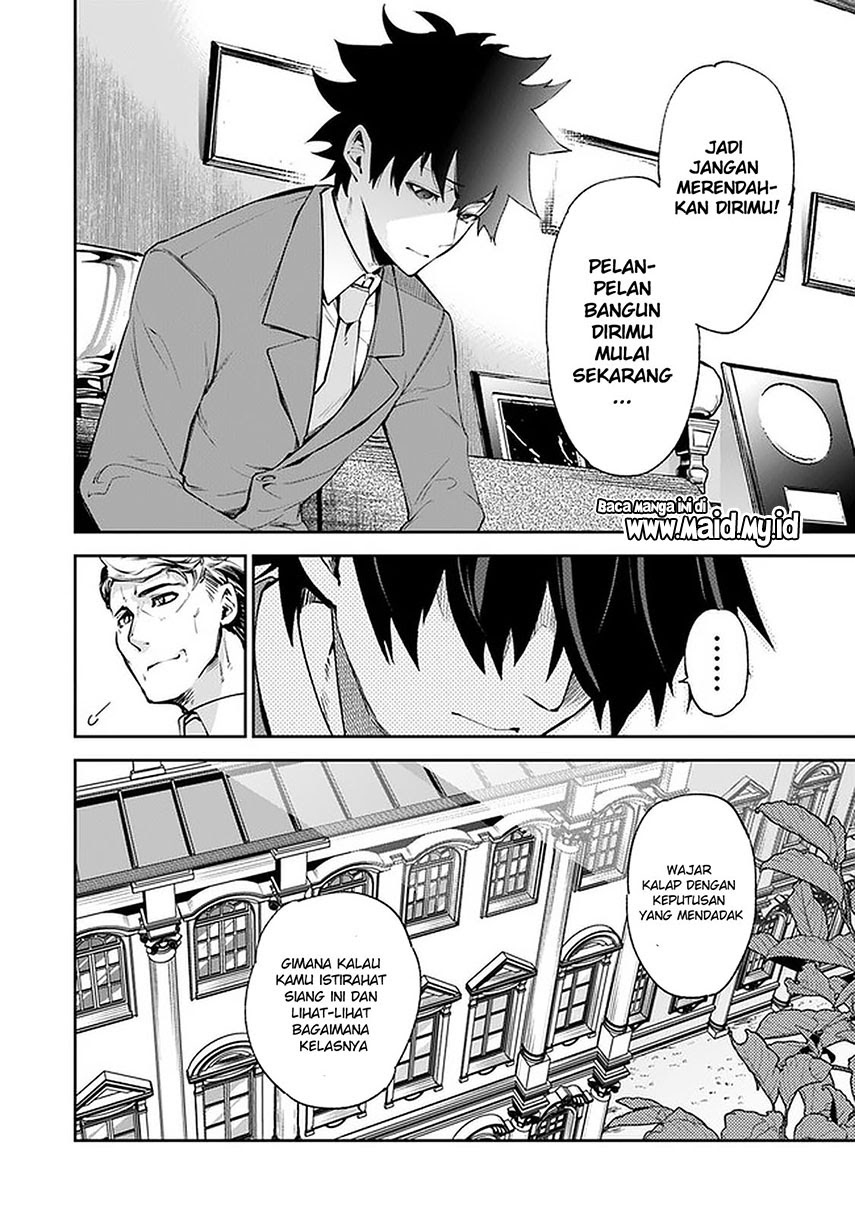 JADI
JANGAN
MERENDAH-
KAN DIRIMU!
PELAN-
PELAN
BANGUN
DIRIMU
MULAI
SEKARANG
...
Baca Manga ini di
www.Maid.My.id
......
WAJAR
KALAP DENGAN
KEPUTUSAN
YANG MENDADAK
GIMANA KALAU
KAMU ISTIRAHAT
SIANG INI DAN
LIHAT-LIHAT
BAGAIMANA
KELASNYA